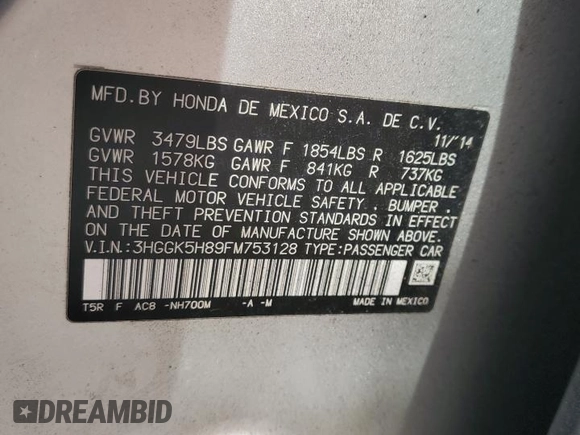 MFD. BY HONDA DE MEXICO S.A. DE C.V.
11/14
GVWR 3479LBS GAWR F 1854LBS R 1625LBS
GVWR 1578KG GAWR F 841KG R 737KG
THIS VEHICLE CONFORMS TO ALL APPLICABLE
FEDERAL MOTOR VEHICLE SAFETY, BUMPER,
AND THEFT PREVENTION STANDARDS IN EFFECT
ON THE DATE OF MANUFACTURE SHOWN ABOVE.
V.I.N.: 3HGGK5H89FM753128 TYPE: PASSENGER CAR
T5R F AC8 -NH700M -A -M MADE IN MEXICO
DREAMBID